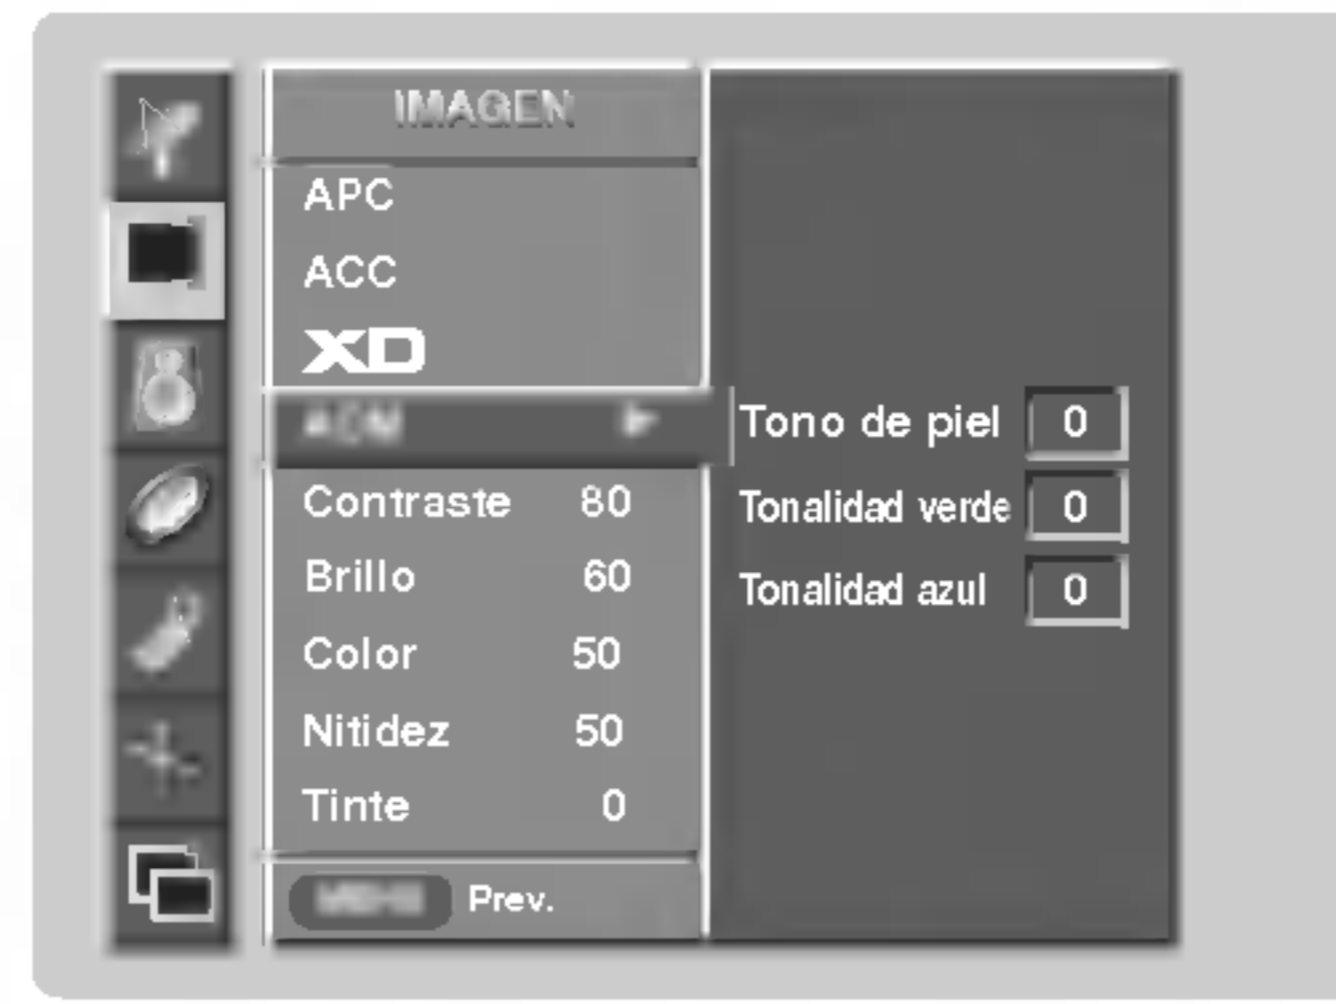 IMAGEN
APC
ACC
XD
ACM
Tono de piel 0
Contraste 80
Tonalidad verde 0
Brillo 60
Tonalidad azul 0
Color 50
Nitidez 50
Tinte 0
Prev.